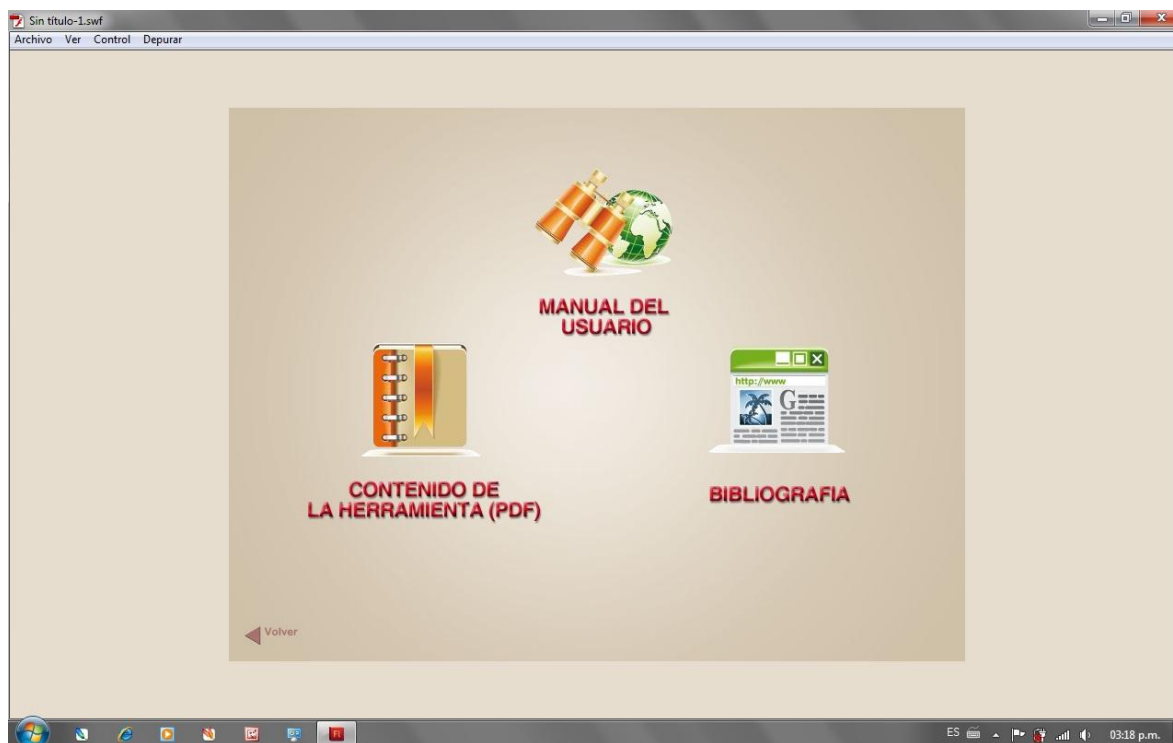 Sin título-1.swf
Archivo Ver Control Depurar
MANUAL DEL
USUARIO
http://www
G
CONTENIDO DE
LA HERRAMIENTA (PDF)
BIBLIOGRAFIA
Volver
FL
ES
03:18 p.m.